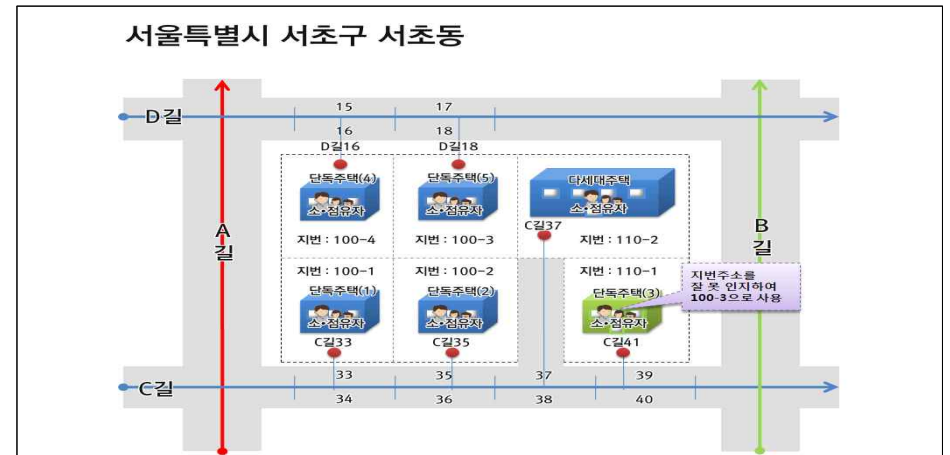 서울특별시 서초구 서초동
15 17
D길
16 18
D길16 D길18
단독주택(4) 단독주택(5) 다세대주택
소·점유자 소·점유자 소·점유자
A길
C길37
B길
지번 : 100-4 지번 : 100-3 지번 : 110-2
지번 : 100-1 지번 : 100-2 지번 : 110-1
지번주소를
잘 못 인지하여
100-3으로 사용
단독주택(1) 단독주택(2) 단독주택(3)
소·점유자 소·점유자 소·점유자
C길33 C길35 C길41
33 35 37 39
C길
34 36 38 40